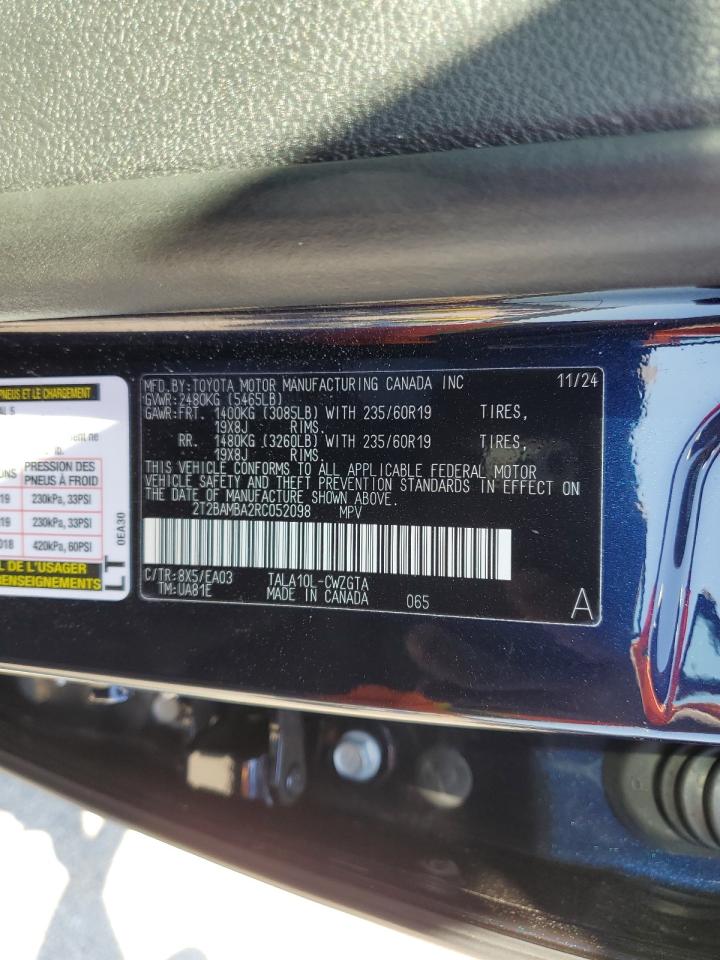 PNEUS ET LE CHARGEMENT
PRESSION DES
PNEUS À FROID
19 230kPa, 33PSI
19 230kPa, 33PSI
018 420kPa, 60PSI
L DE L'USAGER
RENSEIGNEMENTS
LT 0EA30
MFD.BY:TOYOTA MOTOR MANUFACTURING CANADA INC 11/24
GVWR:2480KG (5465LB)
GAWR:FRT. 1400KG (3085LB) WITH 235/60R19 TIRES,
19X8J RIMS.
RR. 1480KG (3260LB) WITH 235/60R19 TIRES,
19X8J RIMS.
THIS VEHICLE CONFORMS TO ALL APPLICABLE FEDERAL MOTOR
VEHICLE SAFETY AND THEFT PREVENTION STANDARDS IN EFFECT ON
THE DATE OF MANUFACTURE SHOWN ABOVE.
2T2BAMBA2RC052098 MPV
C/TR:8X5/EA03 TALA10L-CWZGTA
TM:UA81E MADE IN CANADA 065 A